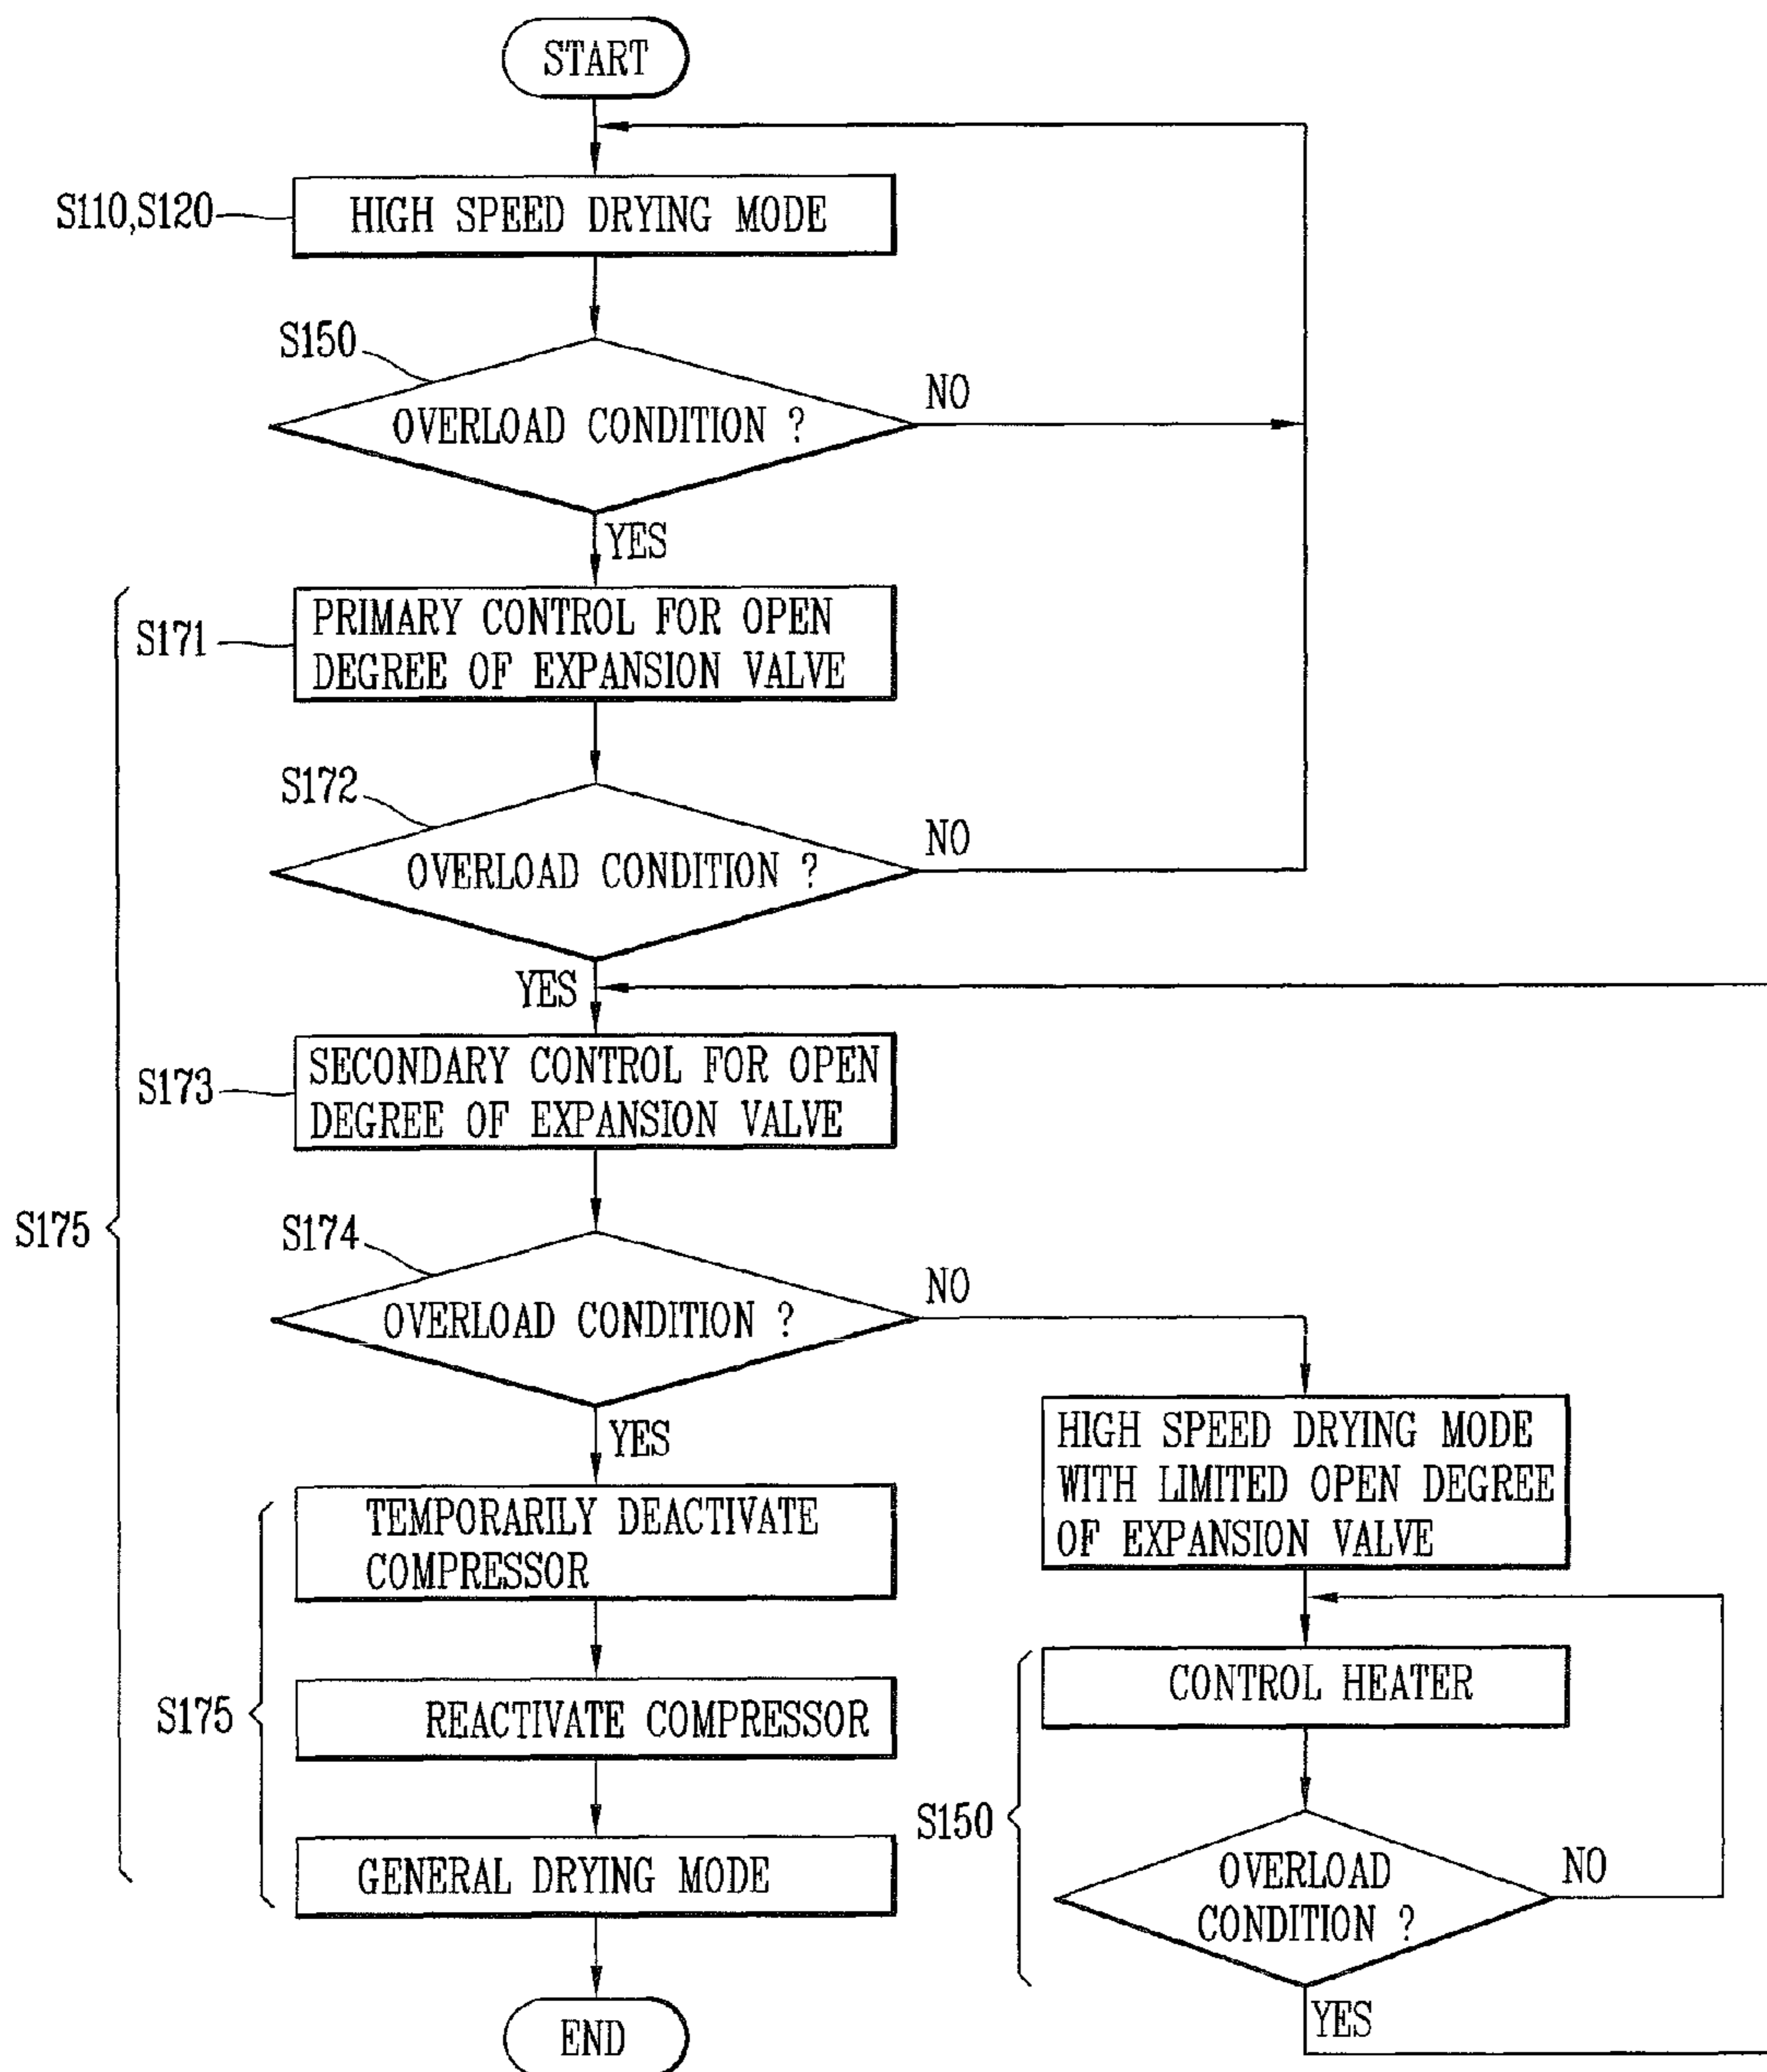 START
S110,S120
HIGH SPEED DRYING MODE
S150
OVERLOAD CONDITION ?
NO
YES
S171
PRIMARY CONTROL FOR OPEN
DEGREE OF EXPANSION VALVE
S172
OVERLOAD CONDITION ?
NO
YES
S173
SECONDARY CONTROL FOR OPEN
DEGREE OF EXPANSION VALVE
S175
S174
OVERLOAD CONDITION ?
NO
YES
HIGH SPEED DRYING MODE
WITH LIMITED OPEN DEGREE
OF EXPANSION VALVE
TEMPORARILY DEACTIVATE
COMPRESSOR
S175
REACTIVATE COMPRESSOR
GENERAL DRYING MODE
CONTROL HEATER
S150
OVERLOAD
CONDITION ?
NO
YES
END